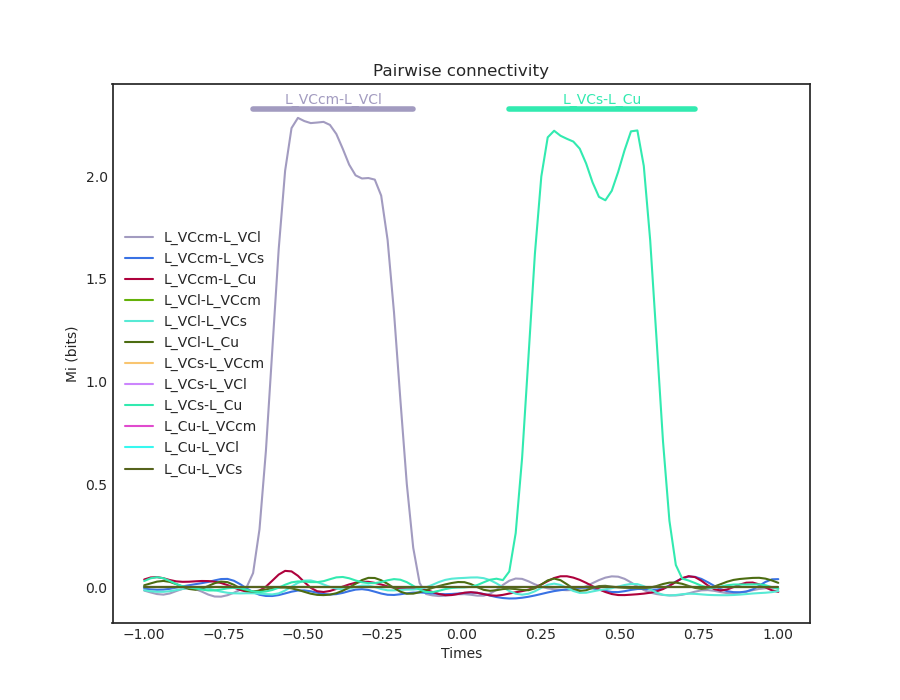 Pairwise connectivity
L_VCcm-L_VCl
L_VCs-L_Cu
2.0
1.5
1.0
0.5
0.0
Mi (bits)
L_VCcm-L_VCl
L_VCcm-L_VCs
L_VCcm-L_Cu
L_VCl-L_VCcm
L_VCl-L_VCs
L_VCl-L_Cu
L_VCs-L_VCcm
L_VCs-L_VCl
L_VCs-L_Cu
L_Cu-L_VCcm
L_Cu-L_VCl
L_Cu-L_VCs
−1.00 −0.75 −0.50 −0.25 0.00 0.25 0.50 0.75 1.00
Times